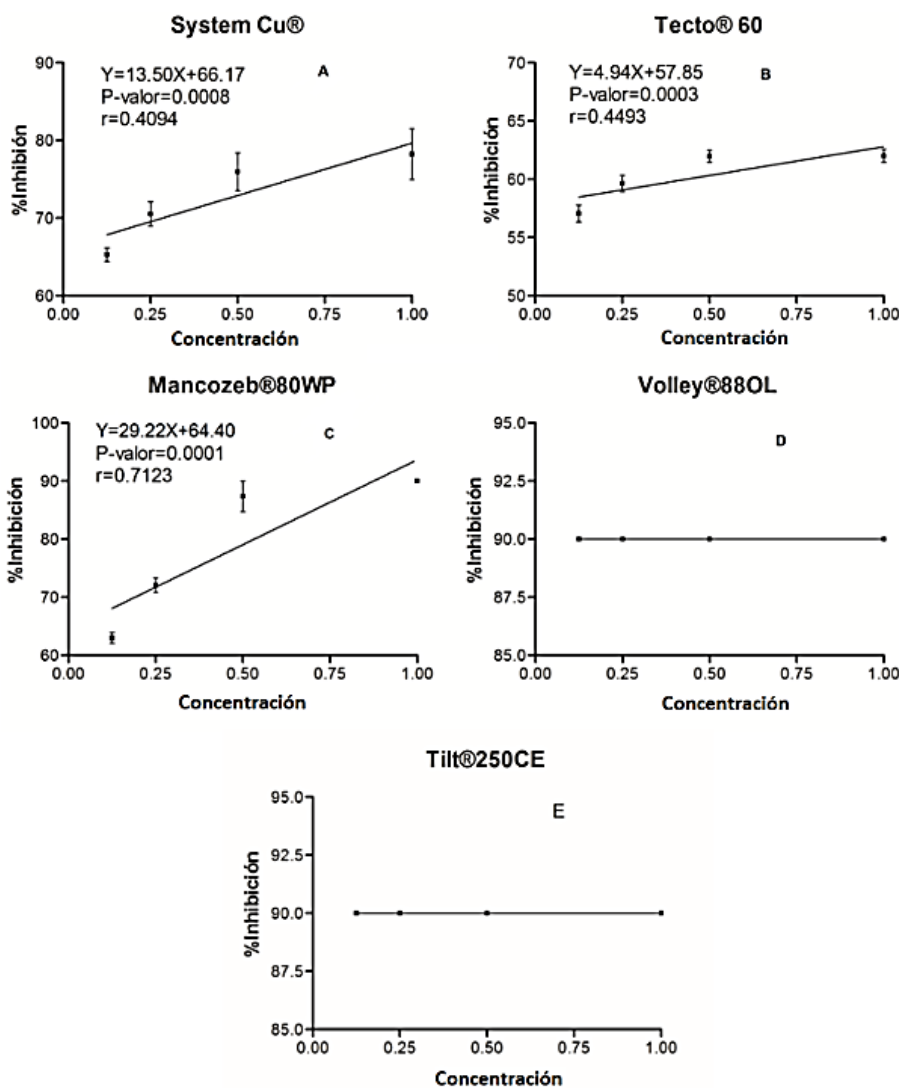 System Cu®
Y=13.50X+66.17
P-valor=0.0008
r=0.4094
A
%Inhibión
90
80
70
60
0.00 0.25 0.50 0.75 1.00
Concentración
Tecto® 60
Y=4.94X+57.85
P-valor=0.0003
r=0.4493
B
%Inhibición
70
65
60
55
50
0.00 0.25 0.50 0.75 1.00
Concentración
Mancozeb®80WP
Y=29.22X+64.40
P-valor=0.0001
r=0.7123
C
%Inhibición
100
90
80
70
60
0.00 0.25 0.50 0.75 1.00
Concentración
Volley®88OL
D
%Inhibición
95.0
92.5
90.0
87.5
85.0
0.00 0.25 0.50 0.75 1.00
Concentración
Tilt®250CE
E
%Inhibición
95.0
92.5
90.0
87.5
85.0
0.00 0.25 0.50 0.75 1.00
Concentración